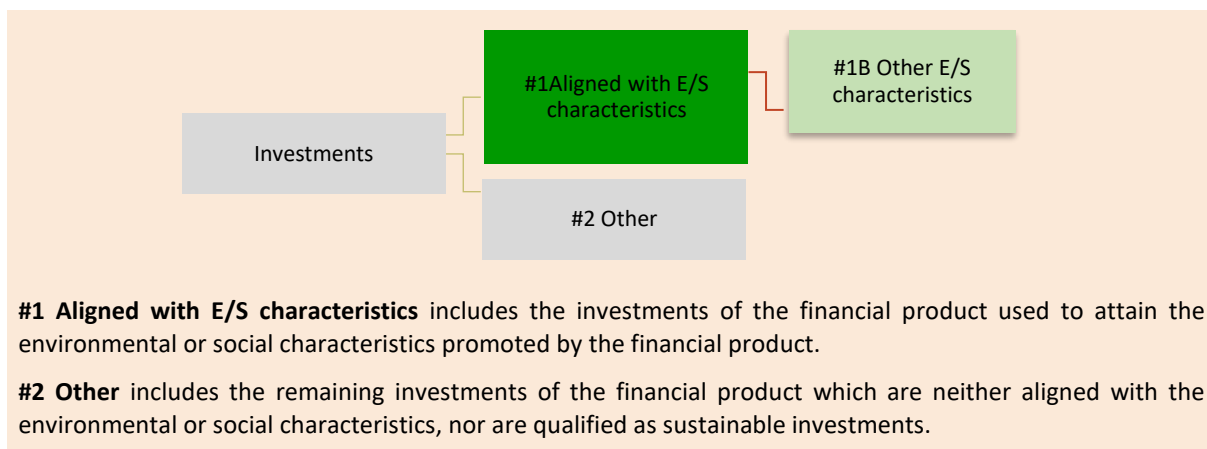 #1Aligned with E/S
characteristics
#1B Other E/S
characteristics
Investments
#2 Other
#1 Aligned with E/S characteristics includes the investments of the financial product used to attain the
environmental or social characteristics promoted by the financial product.
#2 Other includes the remaining investments of the financial product which are neither aligned with the
environmental or social characteristics, nor are qualified as sustainable investments.